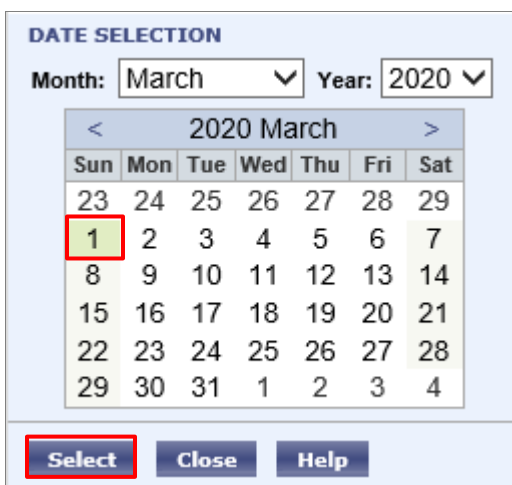 DATE SELECTION
Month: March Year: 2020
< 2020 March >
Sun Mon Tue Wed Thu Fri Sat
23 24 25 26 27 28 29
1 2 3 4 5 6 7
8 9 10 11 12 13 14
15 16 17 18 19 20 21
22 23 24 25 26 27 28
29 30 31 1 2 3 4
Select Close Help